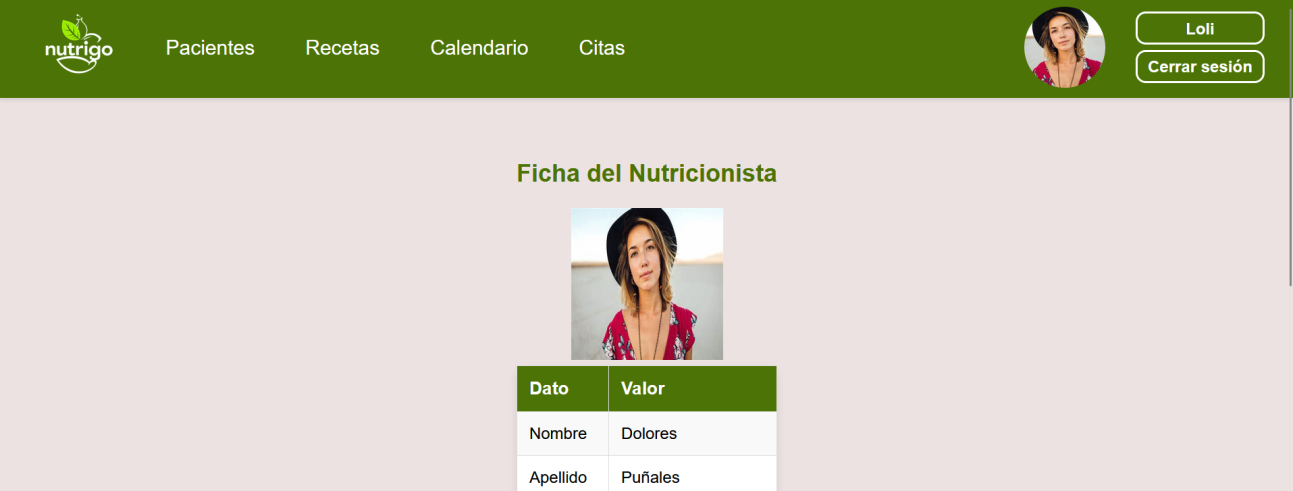 nutrigo
Pacientes Recetas Calendario Citas
Loli
Cerrar sesión
Ficha del Nutricionista
Dato Valor
Nombre Dolores
Apellido Puñales